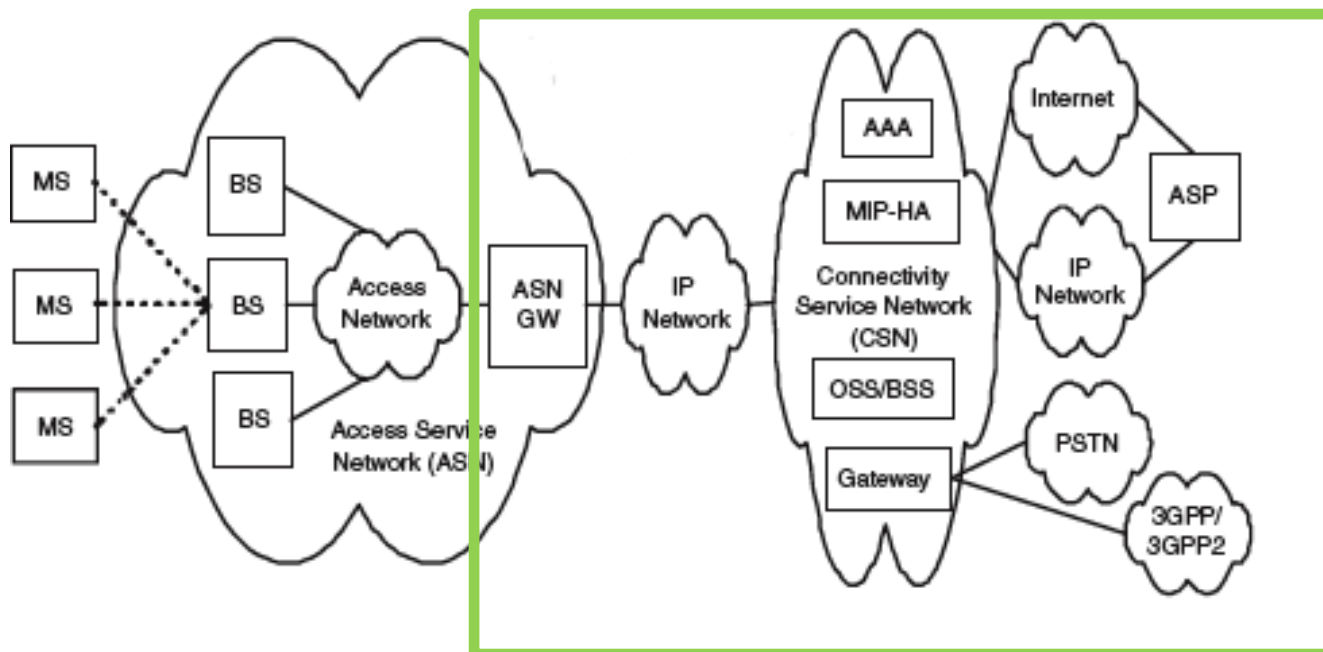 MS
MS
MS
BS
BS
BS
Access
Network
Access Service
Network (ASN)
ASN
GW
IP
Network
AAA
MIP-HA
Connectivity
Service Network
(CSN)
OSS/BSS
Gateway
Internet
IP
Network
ASP
PSTN
3GPP/
3GPP2